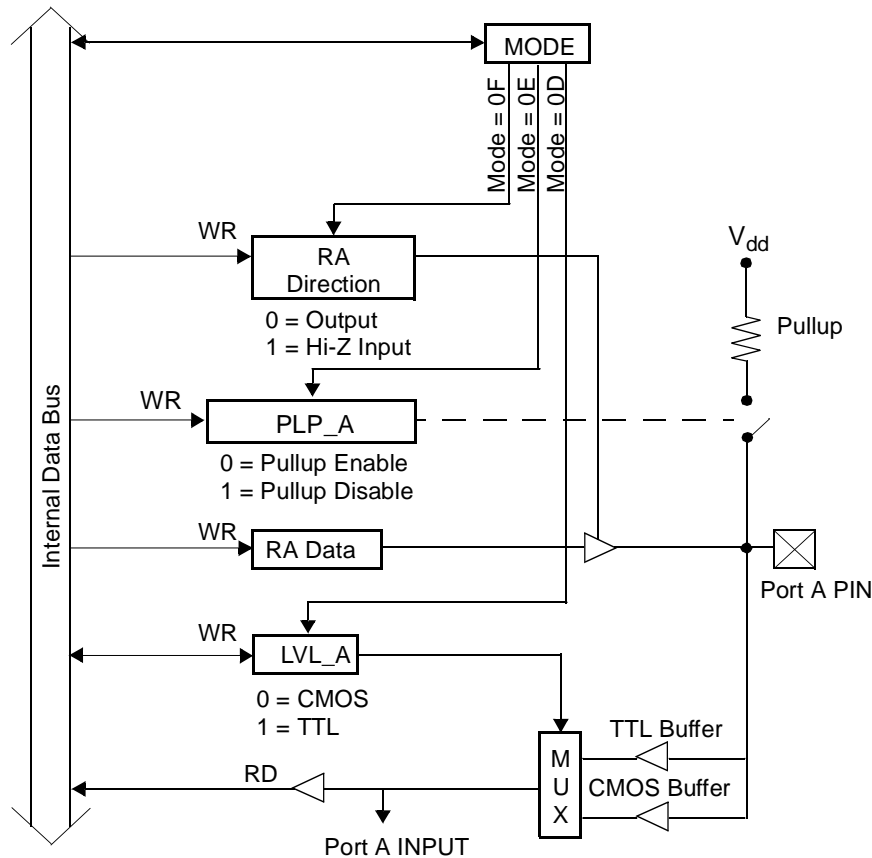 MODE
Mode = 0F
Mode = 0E
Mode = 0D
WR
RA
Direction
0 = Output
1 = Hi-Z Input
Vdd
Pullup
WR
PLP_A
0 = Pullup Enable
1 = Pullup Disable
Internal Data Bus
WR
RA Data
Port A PIN
WR
LVL_A
0 = CMOS
1 = TTL
TTL Buffer
M
U
X
CMOS Buffer
RD
Port A INPUT